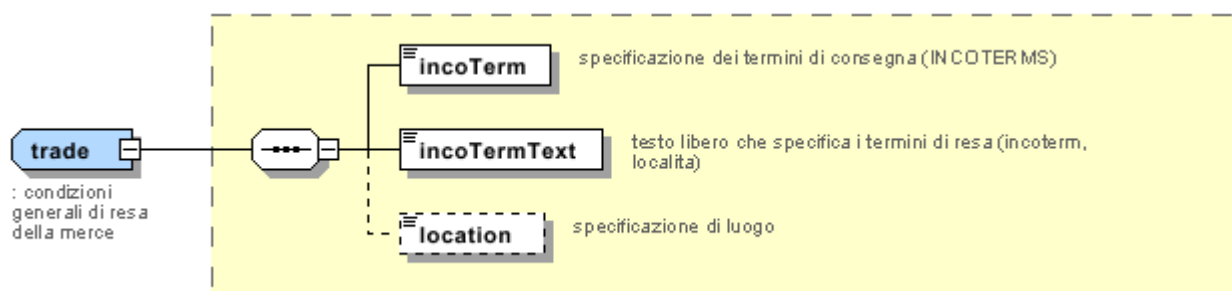 incoTerm
specificazione dei termini di consegna (INCOTERMS)
trade
: condizioni
generali di resa
della merce
incoTermText
testo libero che specifica i termini di resa (incoterm,
localita)
location
specificazione di luogo